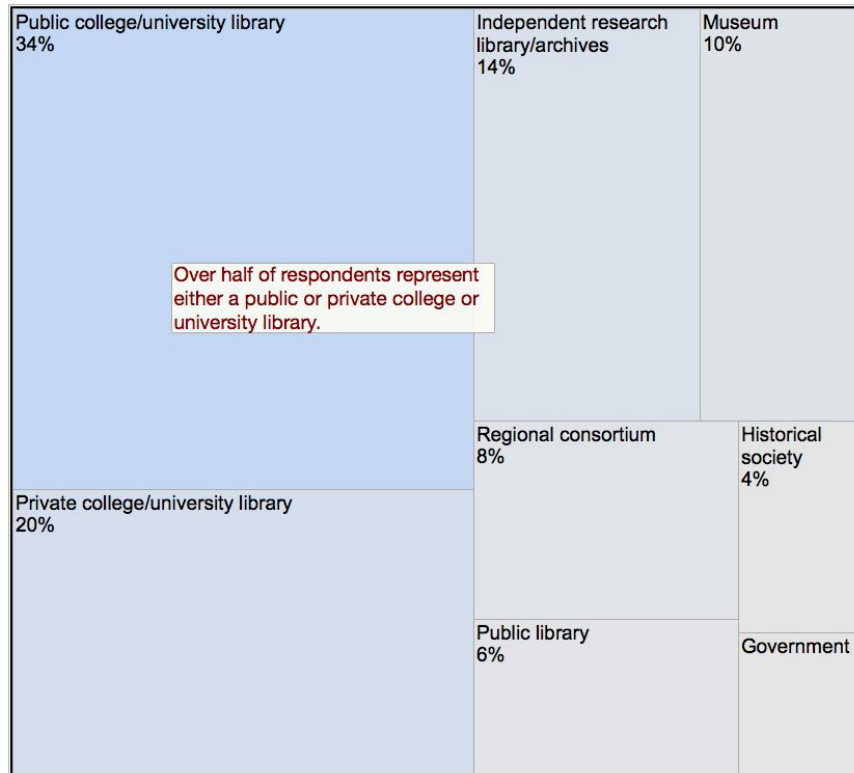 Public college/university library
34%
Independent research
library/archives
14%
Museum
10%
Over half of respondents represent
either a public or private college or
university library.
Regional consortium
8%
Historical
society
4%
Private college/university library
20%
Public library
6%
Government